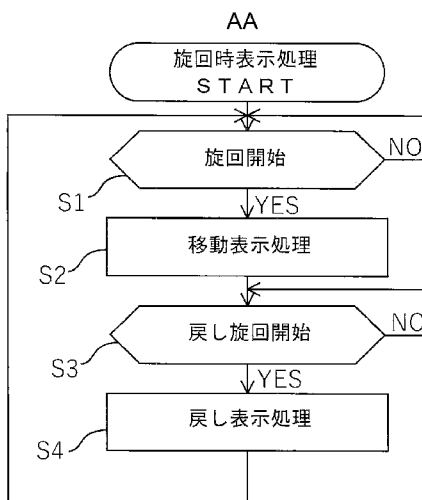 AA
旋回時表示処理
START
旋回開始
NO
S1
YES
移動表示処理
S2
戻し旋回開始
NO
S3
YES
戻し表示処理
S4